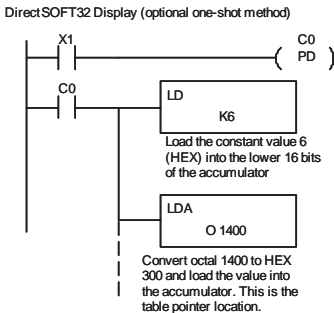 DirectSOFT32 Display (optional one-shot method)
X1
C0
PD
C0
LD
K6
Load the constant value 6
(HEX) into the lower 16 bits
of the accumulator
LDA
O 1400
Convert octal 1400 to HEX
300 and load the value into
the accumulator. This is the
table pointer location.